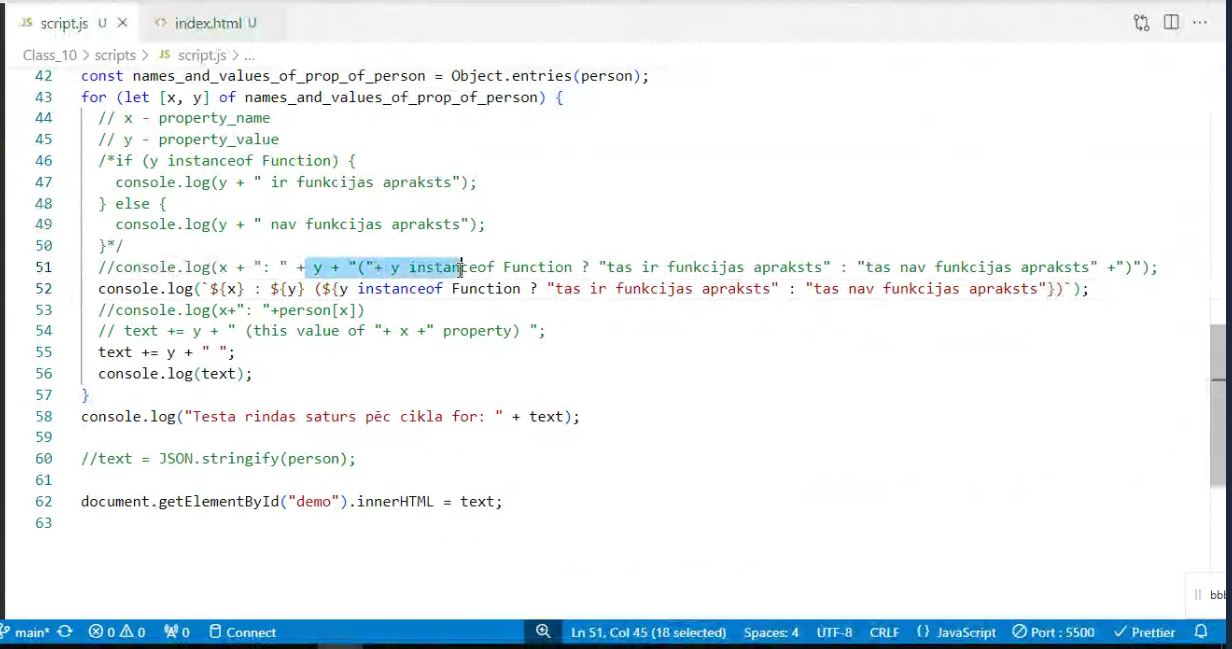 JS script.js U × <> index.html U ...
Class_10 > scripts > JS script.js > ...
42 const names_and_values_of_prop_of_person = Object.entries(person);
43 for (let [x, y] of names_and_values_of_prop_of_person) {
44 // x - property_name
45 // y - property_value
46 /*if (y instanceof Function) {
47 console.log(y + " ir funkcijas apraksts");
48 } else {
49 console.log(y + " nav funkcijas apraksts");
50 }*/
51 //console.log(x + ": " + y + "("+ y instanceof Function ? "tas ir funkcijas apraksts" : "tas nav funkcijas apraksts" +")");
52 console.log(`${x} : ${y} (${y instanceof Function ? "tas ir funkcijas apraksts" : "tas nav funkcijas apraksts"})`);
53 //console.log(x+": "+person[x])
54 // text += y + " (this value of "+ x +" property) ";
55 text += y + " ";
56 console.log(text);
57 }
58 console.log("Testa rindas saturs pēc cikla for: " + text);
59
60 //text = JSON.stringify(person);
61
62 document.getElementById("demo").innerHTML = text;
63
|| bbb
main* 0 0 0 Connect Ln 51, Col 45 (18 selected) Spaces: 4 UTF-8 CRLF {} JavaScript Port : 5500 ✓ Prettier